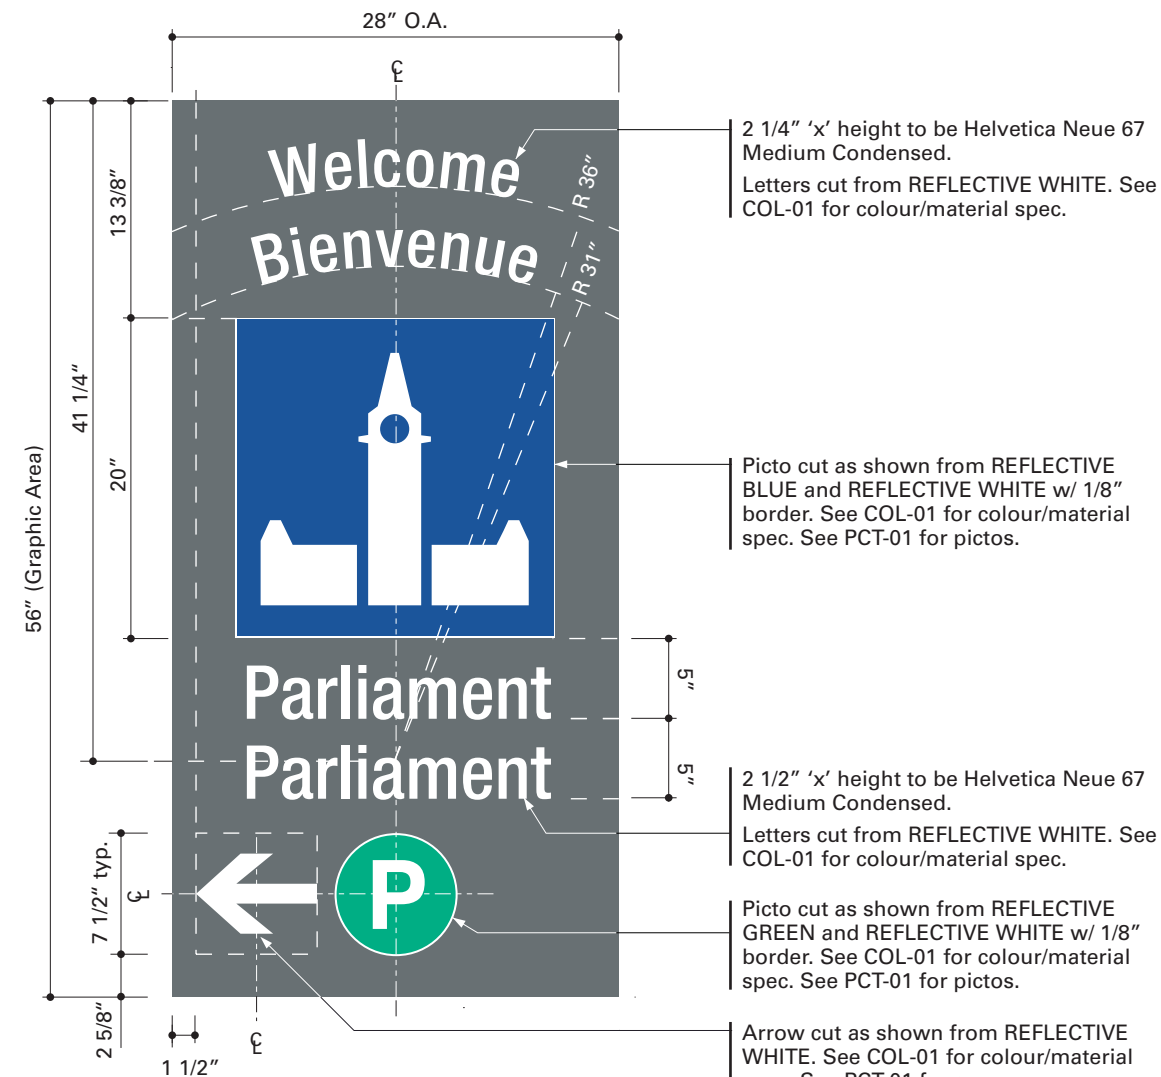 28” O.A.
CL
13 3/8”
41 1/4”
20”
56” (Graphic Area)
Welcome
Bienvenue
R 36”
R 31”
2 1/4” ‘x’ height to be Helvetica Neue 67
Medium Condensed.
Letters cut from REFLECTIVE WHITE. See
COL-01 for colour/material spec.
Picto cut as shown from REFLECTIVE
BLUE and REFLECTIVE WHITE w/ 1/8”
border. See COL-01 for colour/material
spec. See PCT-01 for pictos.
Parliament
Parliament
5”
5”
2 1/2” ‘x’ height to be Helvetica Neue 67
Medium Condensed.
Letters cut from REFLECTIVE WHITE. See
COL-01 for colour/material spec.
7 1/2” typ.
CL
P
Picto cut as shown from REFLECTIVE
GREEN and REFLECTIVE WHITE w/ 1/8”
border. See COL-01 for colour/material
spec. See PCT-01 for pictos.
2 5/8”
1 1/2”
CL
Arrow cut as shown from REFLECTIVE
WHITE. See COL-01 for colour/material